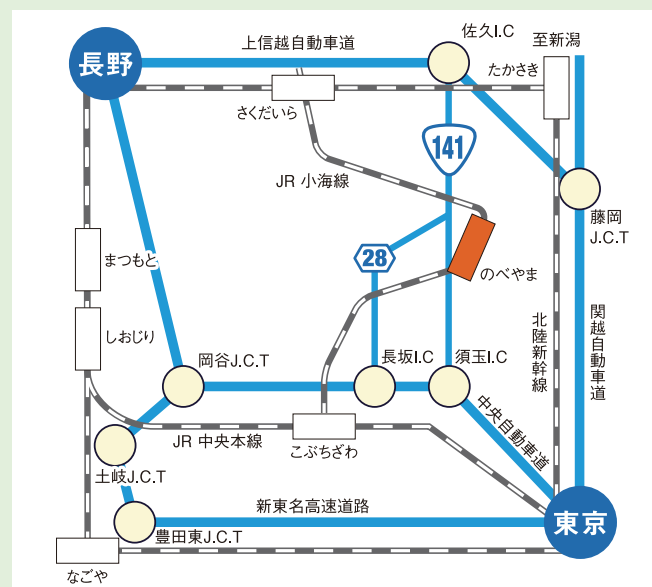 佐久I.C
至新潟
上信越自動車道
長野
たかさき
さくだいら
141
JR 小海線
藤岡
J.C.T
28
のべやま
まつもと
しおじり
北陸新幹線
関越自動車道
岡谷J.C.T
長坂I.C
須玉I.C
中央自動車道
JR 中央本線
こぶちざわ
土岐J.C.T
新東名高速道路
東京
豊田東J.C.T
なごや